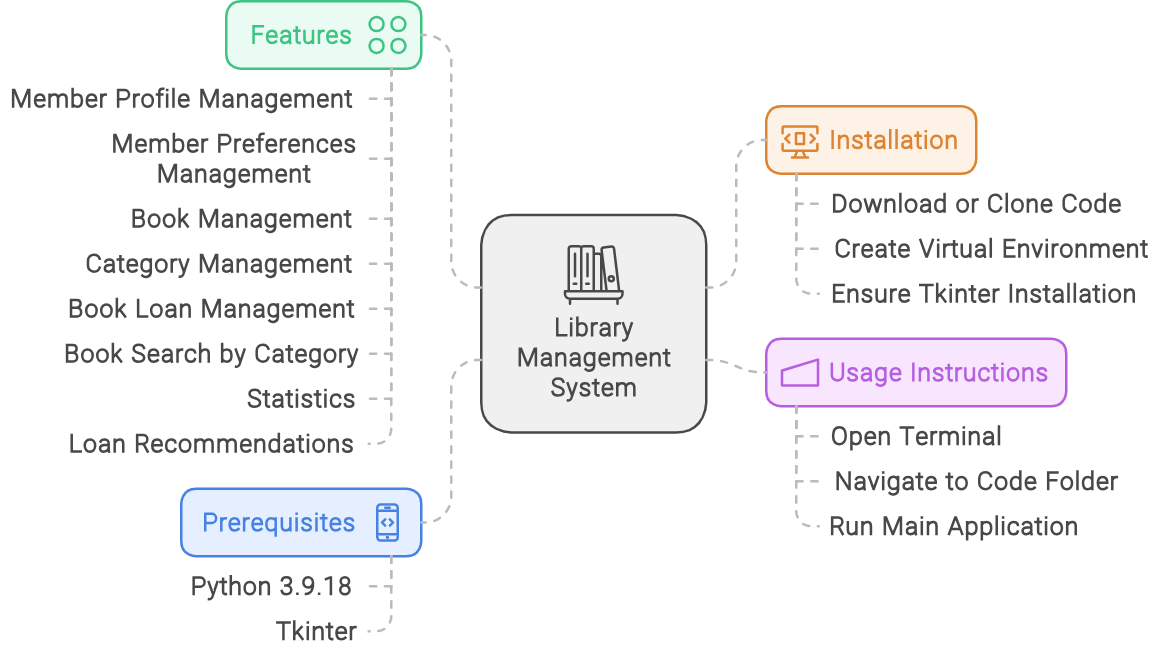 Features
Member Profile Management
Member Preferences
Management
Book Management
Category Management
Book Loan Management
Book Search by Category
Statistics
Loan Recommendations
Prerequisites
Python 3.9.18
Tkinter
Library
Management
System
Installation
Download or Clone Code
Create Virtual Environment
Ensure Tkinter Installation
Usage Instructions
Open Terminal
Navigate to Code Folder
Run Main Application